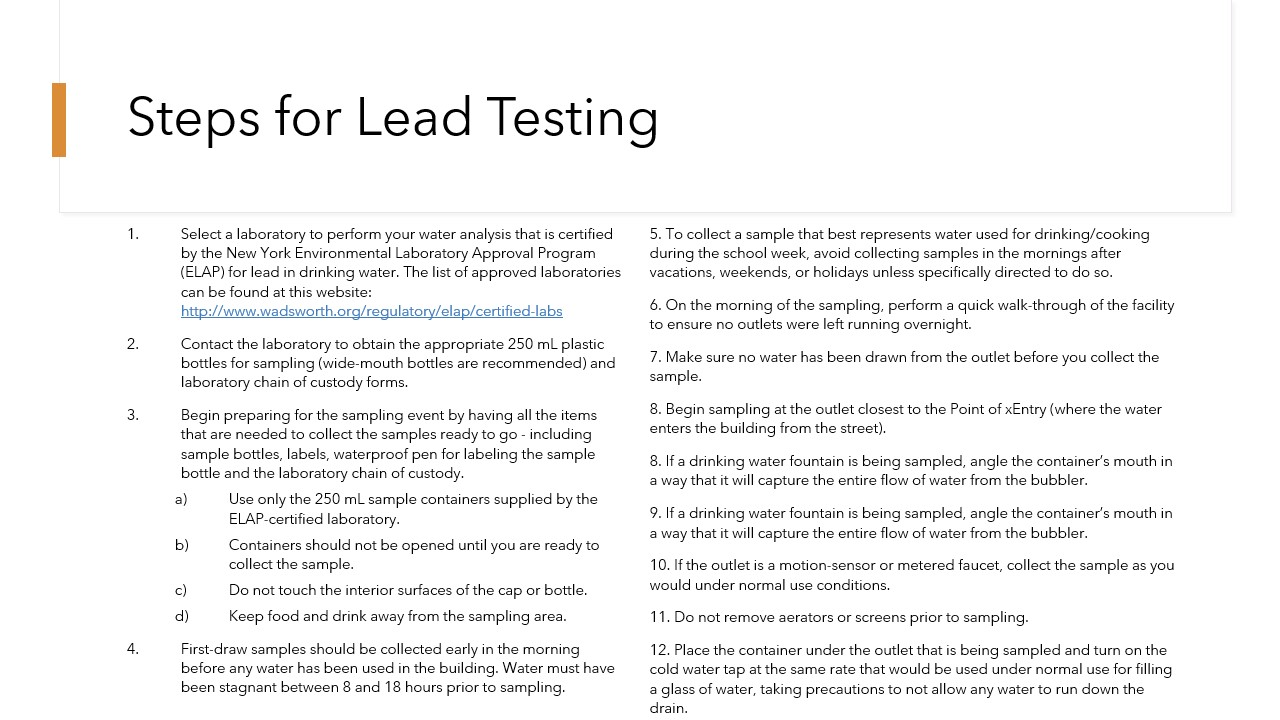 Steps for Lead Testing
1. Select a laboratory to perform your water analysis that is certified
by the New York Environmental Laboratory Approval Program
(ELAP) for lead in drinking water. The list of approved laboratories
can be found at this website:
http://www.wadsworth.org/regulatory/elap/certified-labs
2. Contact the laboratory to obtain the appropriate 250 mL plastic
bottles for sampling (wide-mouth bottles are recommended) and
laboratory chain of custody forms.
3. Begin preparing for the sampling event by having all the items
that are needed to collect the samples ready to go - including
sample bottles, labels, waterproof pen for labeling the sample
bottle and the laboratory chain of custody.
a) Use only the 250 mL sample containers supplied by the
ELAP-certified laboratory.
b) Containers should not be opened until you are ready to
collect the sample.
c) Do not touch the interior surfaces of the cap or bottle.
d) Keep food and drink away from the sampling area.
4. First-draw samples should be collected early in the morning
before any water has been used in the building. Water must have
been stagnant between 8 and 18 hours prior to sampling.
5. To collect a sample that best represents water used for drinking/cooking
during the school week, avoid collecting samples in the mornings after
vacations, weekends, or holidays unless specifically directed to do so.
6. On the morning of the sampling, perform a quick walk-through of the facility
to ensure no outlets were left running overnight.
7. Make sure no water has been drawn from the outlet before you collect the
sample.
8. Begin sampling at the outlet closest to the Point of xEntry (where the water
enters the building from the street).
8. If a drinking water fountain is being sampled, angle the container’s mouth in
a way that it will capture the entire flow of water from the bubbler.
9. If a drinking water fountain is being sampled, angle the container’s mouth in
a way that it will capture the entire flow of water from the bubbler.
10. If the outlet is a motion-sensor or metered faucet, collect the sample as you
would under normal use conditions.
11. Do not remove aerators or screens prior to sampling.
12. Place the container under the outlet that is being sampled and turn on the
cold water tap at the same rate that would be used under normal use for filling
a glass of water, taking precautions to not allow any water to run down the
drain.